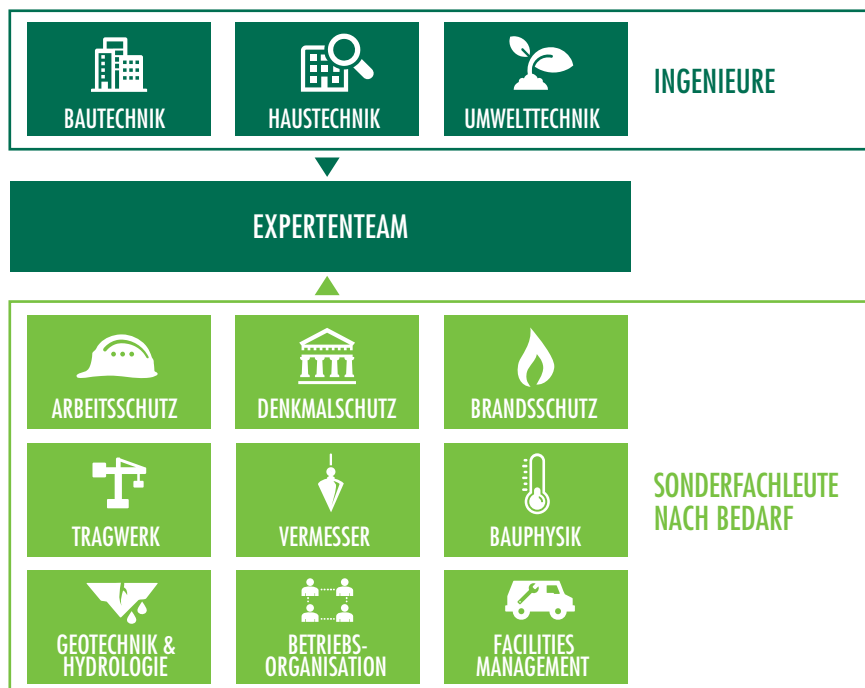 BAUTECHNIK
HAUSTECHNIK
UMWELTTECHNIK
INGENIEURE
EXPERTENTEAM
ARBEITSSCHUTZ
DENKMALSCHUTZ
BRANDSSCHUTZ
TRAGWERK
VERMESSER
BAUPHYSIK
SONDERFACHLEUTE
NACH BEDARF
GEOTECHNIK &
HYDROLOGIE
BETRIEBS-
ORGANISATION
FACILITIES
MANAGEMENT